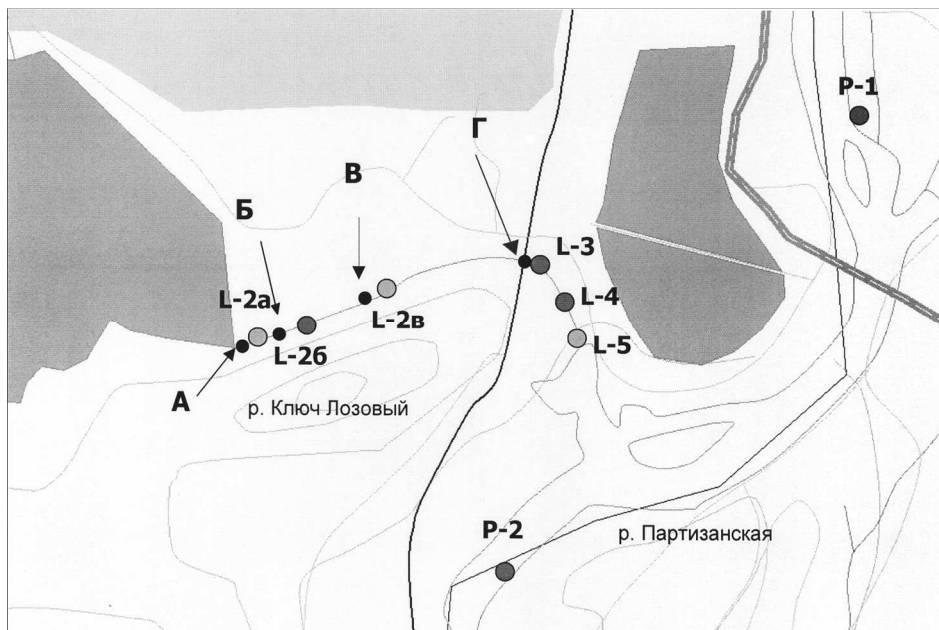 P-1
Г
В
Б
L-3
L-2а
L-4
L-2в
L-2б
L-5
А
р. Ключ Лозовый
P-2
р. Партизанская